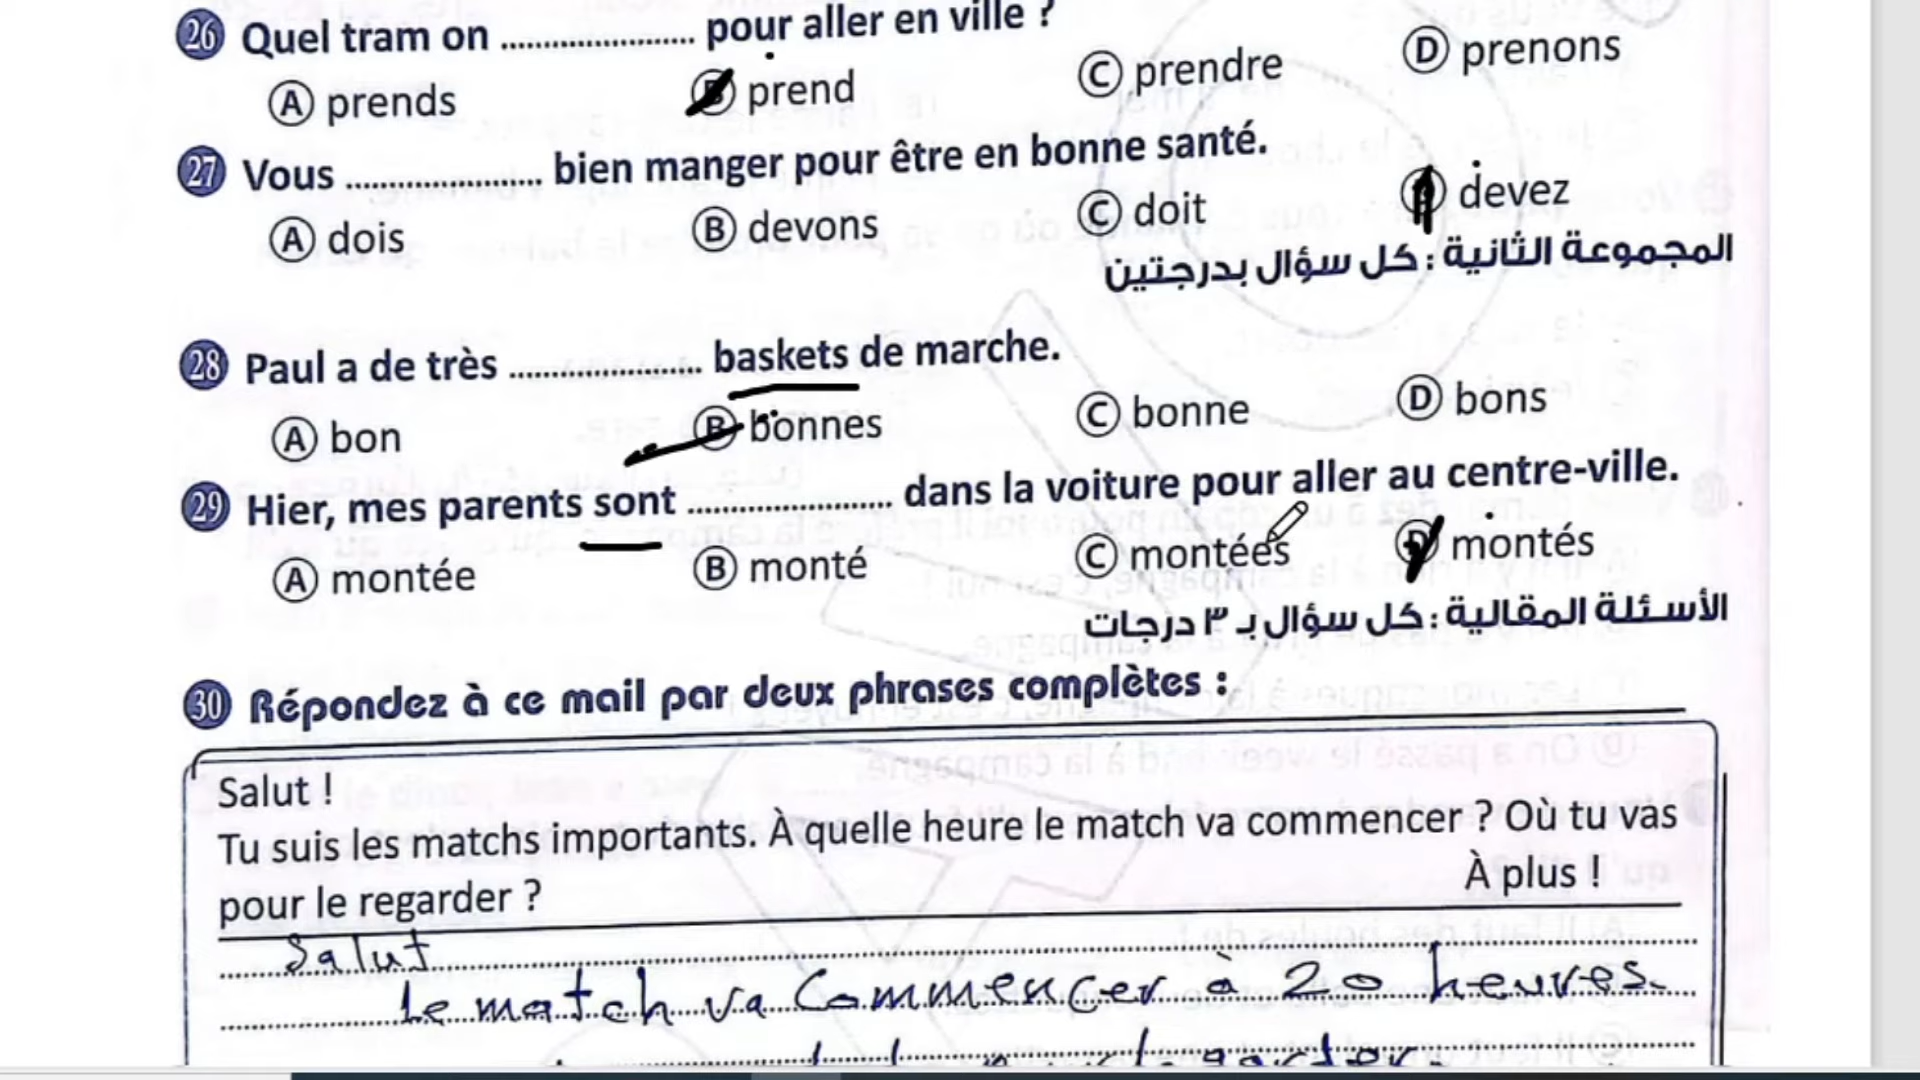 26 Quel tram on ........................ pour aller en ville ?
A prends B prend C prendre D prenons
27 Vous ........................ bien manger pour être en bonne santé.
A dois B devons C doit D devez
المجموعة الثانية : كل سؤال بدرجتين
28 Paul a de très ........................ baskets de marche.
A bon B bonnes C bonne D bons
29 Hier, mes parents sont ........................ dans la voiture pour aller au centre-ville.
A montée B monté C montées D montés
الأسئلة المقالية : كل سؤال بـ ٣ درجات
30 Répondez à ce mail par deux phrases complètes :
Salut !
Tu suis les matchs importants. À quelle heure le match va commencer ? Où tu vas
pour le regarder ?
À plus !
Salut
Le match va commencer à 20 heures.